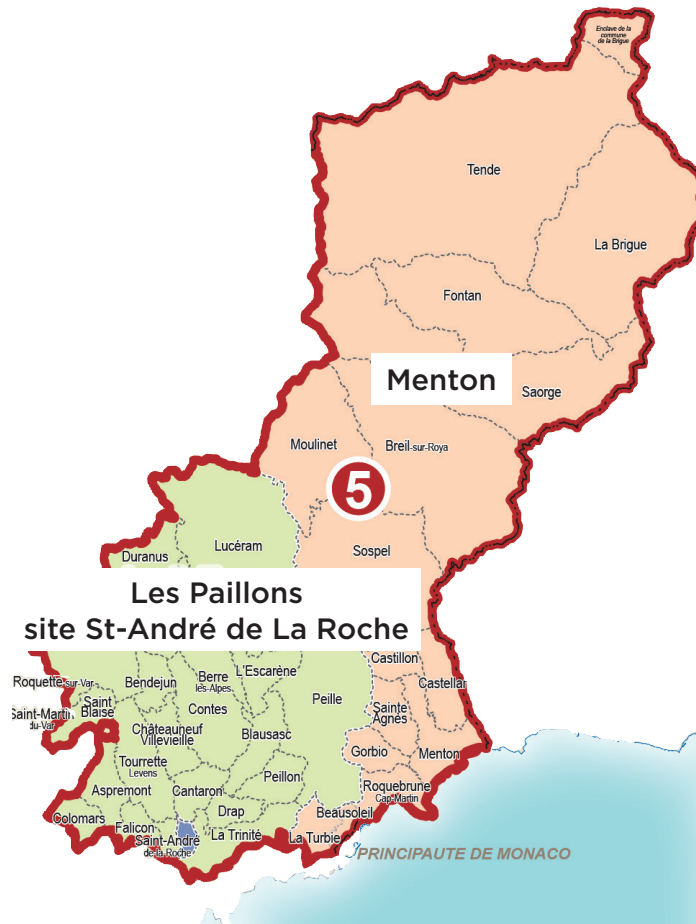 Enclave de la
commune
de la Brigue
Tende
La Brigue
Fontan
Menton
Saorge
Moulinet
Breil-sur-Roya
5
Sospel
Lucéram
Duranus
Les Paillons
site St-André de La Roche
Castillon
Castellar
Roquette sur-Var
Bendejun
Berre
les-Alpes
L'Escarène
Peille
Saint-Martin
du-Var
Saint
Blaise
Contes
Sainte
Agnès
Châteauneuf
Villevieille
Blausasc
Gorbio
Menton
Tourrette
Levens
Peillon
Roquebrune
Cap-Martin
Aspremont
Cantaron
Beausoleil
Colomars
Drap
Falicon
La Trinité
La Turbie
Saint-André
de-la-Roche
PRINCIPAUTE DE MONACO